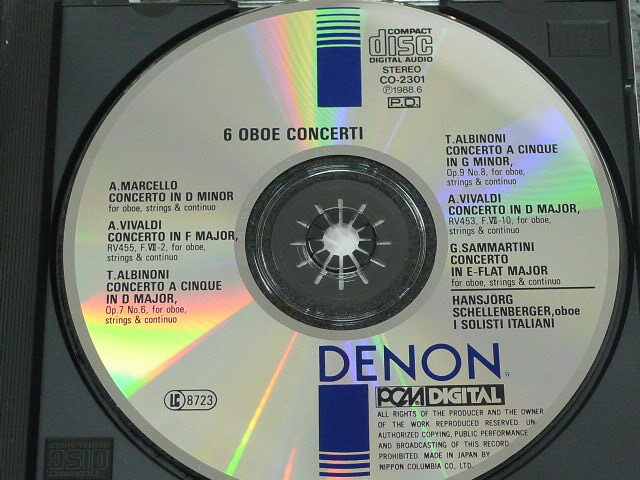 COMPACT
disc
DIGITAL AUDIO
STEREO
CO-2301
Ⓟ1988.6
P.D.
6 OBOE CONCERTI
A.MARCELLO
CONCERTO IN D MINOR
for oboe, strings & continuo
A.VIVALDI
CONCERTO IN F MAJOR,
RV455, F.VII-2, for oboe,
strings & continuo
T.ALBINONI
CONCERTO A CINQUE
IN D MAJOR,
Op.7 No.6, for oboe,
strings & continuo
T.ALBINONI
CONCERTO A CINQUE
IN G MINOR,
Op.9 No.8, for oboe,
strings & continuo
A.VIVALDI
CONCERTO IN D MAJOR,
RV453, F.VII-10, for oboe,
strings & continuo
G.SAMMARTINI
CONCERTO
IN E-FLAT MAJOR
for oboe, strings & continuo
HANSJÖRG
SCHELLENBERGER, oboe
I SOLISTI ITALIANI
DENON®
PCM DIGITAL
LC 8723
ALL RIGHTS OF THE PRODUCER AND THE OWNER
OF THE WORK REPRODUCED RESERVED. UN-
AUTHORIZED COPYING, PUBLIC PERFORMANCE
AND BROADCASTING OF THIS RECORD
PROHIBITED. MADE IN JAPAN BY
NIPPON COLUMBIA CO., LTD.
COMPACT
disc
DIGITAL AUDIO